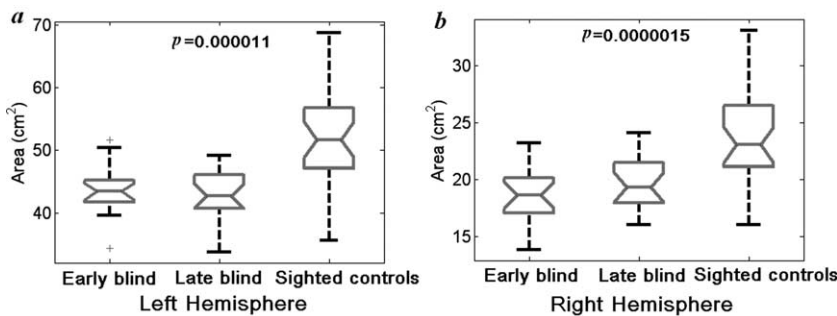 a
p=0.000011
Area (cm²)
70
60
50
40
Early blind Late blind Sighted controls
Left Hemisphere
b
p=0.0000015
Area (cm²)
30
25
20
15
Early blind Late blind Sighted controls
Right Hemisphere